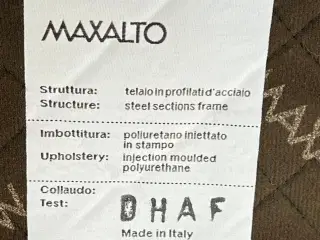 MAXALTO
Struttura: telaio in profilati d'acciaio
Structure: steel sections frame
Imbottitura: poliuretano iniettato
in stampo
Upholstery: injection moulded
polyurethane
Collaudo:
Test: DHAF
Made in Italy